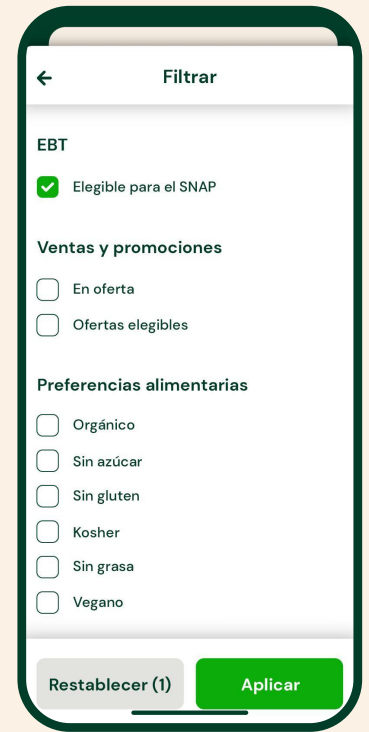 Filtrar
EBT
Elegible para el SNAP
Ventas y promociones
En oferta
Ofertas elegibles
Preferencias alimentarias
Orgánico
Sin azúcar
Sin gluten
Kosher
Sin grasa
Vegano
Restablecer (1)
Aplicar